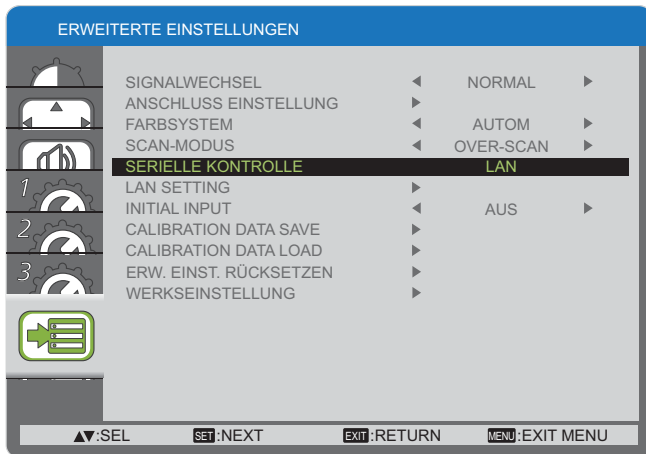 ERWEITERTE EINSTELLUNGEN
SIGNALWECHSEL ◀ NORMAL ▶
ANSCHLUSS EINSTELLUNG ▶
FARBSYSTEM ◀ AUTOM ▶
SCAN-MODUS ◀ OVER-SCAN ▶
SERIELLE KONTROLLE LAN
1 LAN SETTING ▶
INITIAL INPUT ◀ AUS ▶
2 CALIBRATION DATA SAVE ▶
CALIBRATION DATA LOAD ▶
3 ERW. EINST. RÜCKSETZEN ▶
WERKSEINSTELLUNG ▶
▲▼:SEL SET:NEXT EXIT:RETURN MENU:EXIT MENU